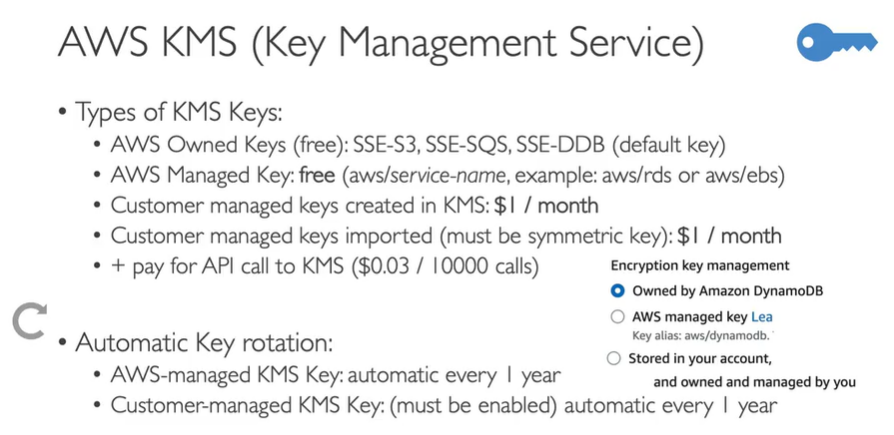 AWS KMS (Key Management Service)
• Types of KMS Keys:
• AWS Owned Keys (free): SSE-S3, SSE-SQS, SSE-DDB (default key)
• AWS Managed Key: free (aws/service-name, example: aws/rds or aws/ebs)
• Customer managed keys created in KMS: $1 / month
• Customer managed keys imported (must be symmetric key): $1 / month
• + pay for API call to KMS ($0.03 / 10000 calls)
Encryption key management
Owned by Amazon DynamoDB
AWS managed key Lea
Key alias: aws/dynamodb.
Stored in your account,
and owned and managed by you
• Automatic Key rotation:
• AWS-managed KMS Key: automatic every 1 year
• Customer-managed KMS Key: (must be enabled) automatic every 1 year